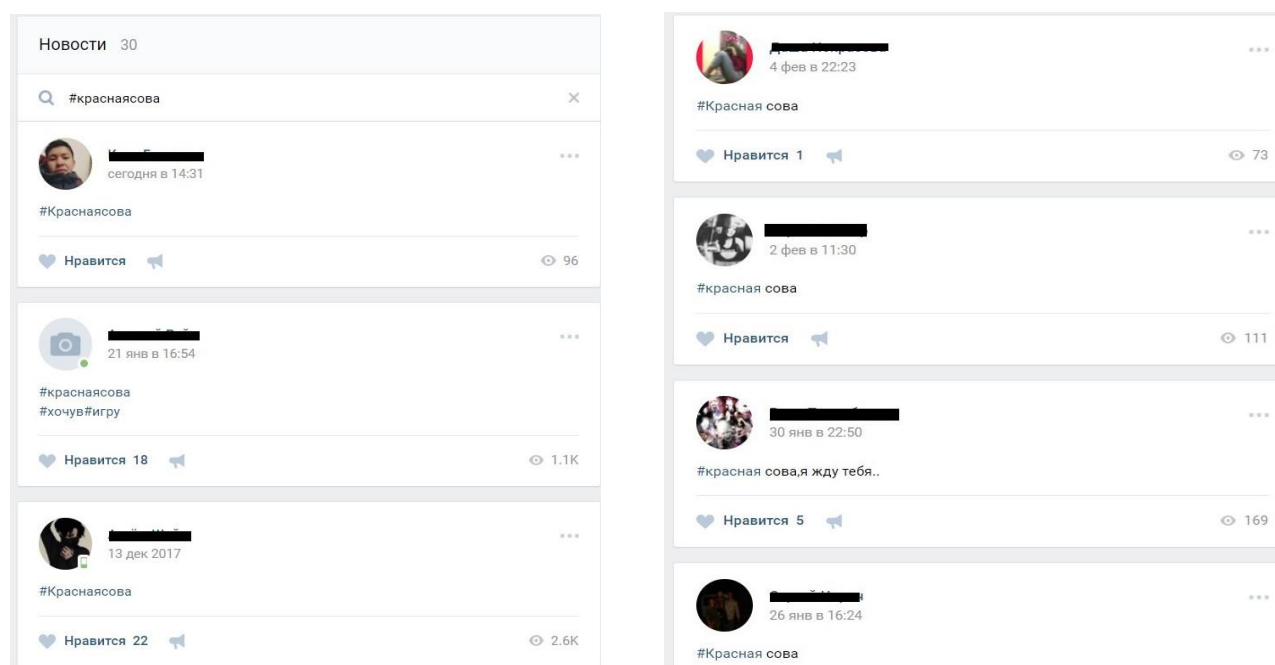 Новости 30
#краснаясова
сегодня в 14:31
#Краснаясова
Нравится 96
21 янв в 16:54
#краснаясова
#хочув#игру
Нравится 18 1.1K
13 дек 2017
#Краснаясова
Нравится 22 2.6K
4 фев в 22:23
#Красная сова
Нравится 1 73
2 фев в 11:30
#красная сова
Нравится 111
30 янв в 22:50
#красная сова,я жду тебя..
Нравится 5 169
26 янв в 16:24
#Красная сова